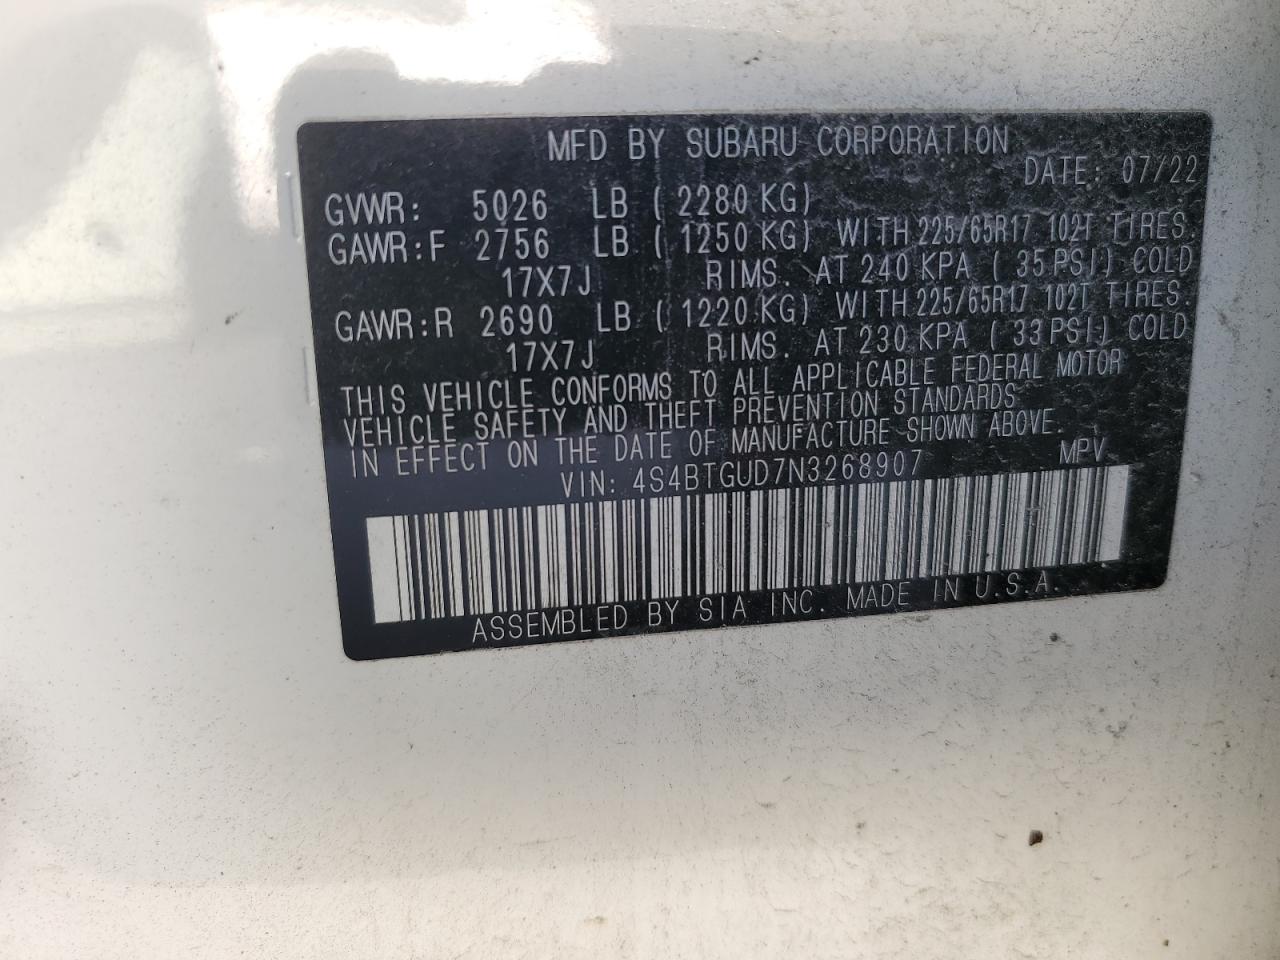 MFD BY SUBARU CORPORATION
DATE: 07/22
GVWR: 5026 LB ( 2280 KG)
GAWR:F 2756 LB ( 1250 KG) WITH 225/65R17 102T TIRES.
17X7J RIMS. AT 240 KPA ( 35 PSI) COLD
GAWR:R 2690 LB ( 1220 KG) WITH 225/65R17 102T TIRES.
17X7J RIMS. AT 230 KPA ( 33 PSI) COLD
THIS VEHICLE CONFORMS TO ALL APPLICABLE FEDERAL MOTOR
VEHICLE SAFETY AND THEFT PREVENTION STANDARDS
IN EFFECT ON THE DATE OF MANUFACTURE SHOWN ABOVE.
VIN: 4S4BTGUD7N3268907 MPV
ASSEMBLED BY SIA INC. MADE IN U.S.A.